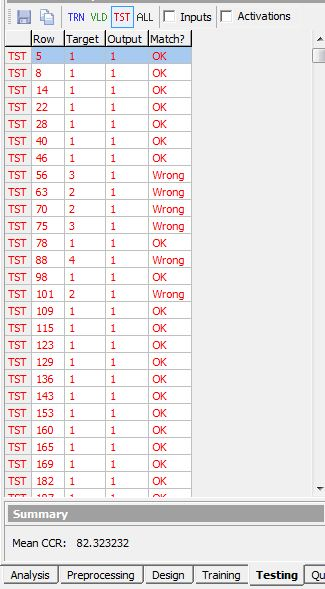 TRN VLD TST ALL Inputs Activations
Row Target Output Match?
TST 5 1 1 OK
TST 8 1 1 OK
TST 14 1 1 OK
TST 22 1 1 OK
TST 28 1 1 OK
TST 40 1 1 OK
TST 46 1 1 OK
TST 56 3 1 Wrong
TST 63 2 1 Wrong
TST 70 2 1 Wrong
TST 75 3 1 Wrong
TST 78 1 1 OK
TST 88 4 1 Wrong
TST 98 1 1 OK
TST 101 2 1 Wrong
TST 109 1 1 OK
TST 115 1 1 OK
TST 123 1 1 OK
TST 129 1 1 OK
TST 136 1 1 OK
TST 143 1 1 OK
TST 153 1 1 OK
TST 160 1 1 OK
TST 165 1 1 OK
TST 169 1 1 OK
TST 182 1 1 OK
Summary
Mean CCR: 82.323232
Analysis Preprocessing Design Training Testing Qu